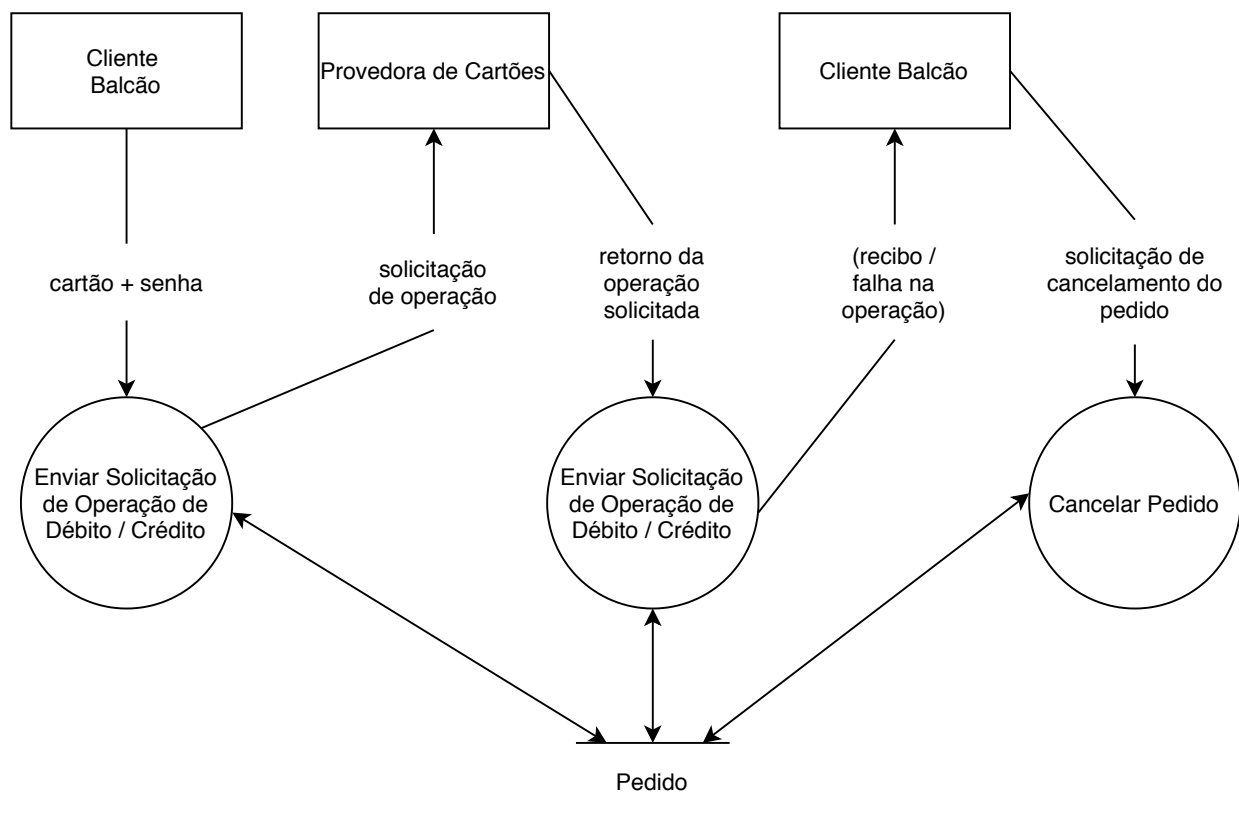 Cliente
Balcão
Provedora de Cartões
Cliente Balcão
cartão + senha
solicitação
de operação
retorno da
operação
solicitada
(recibo /
falha na
operação)
solicitação de
cancelamento do
pedido
Enviar Solicitação
de Operação de
Débito / Crédito
Enviar Solicitação
de Operação de
Débito / Crédito
Cancelar Pedido
Pedido